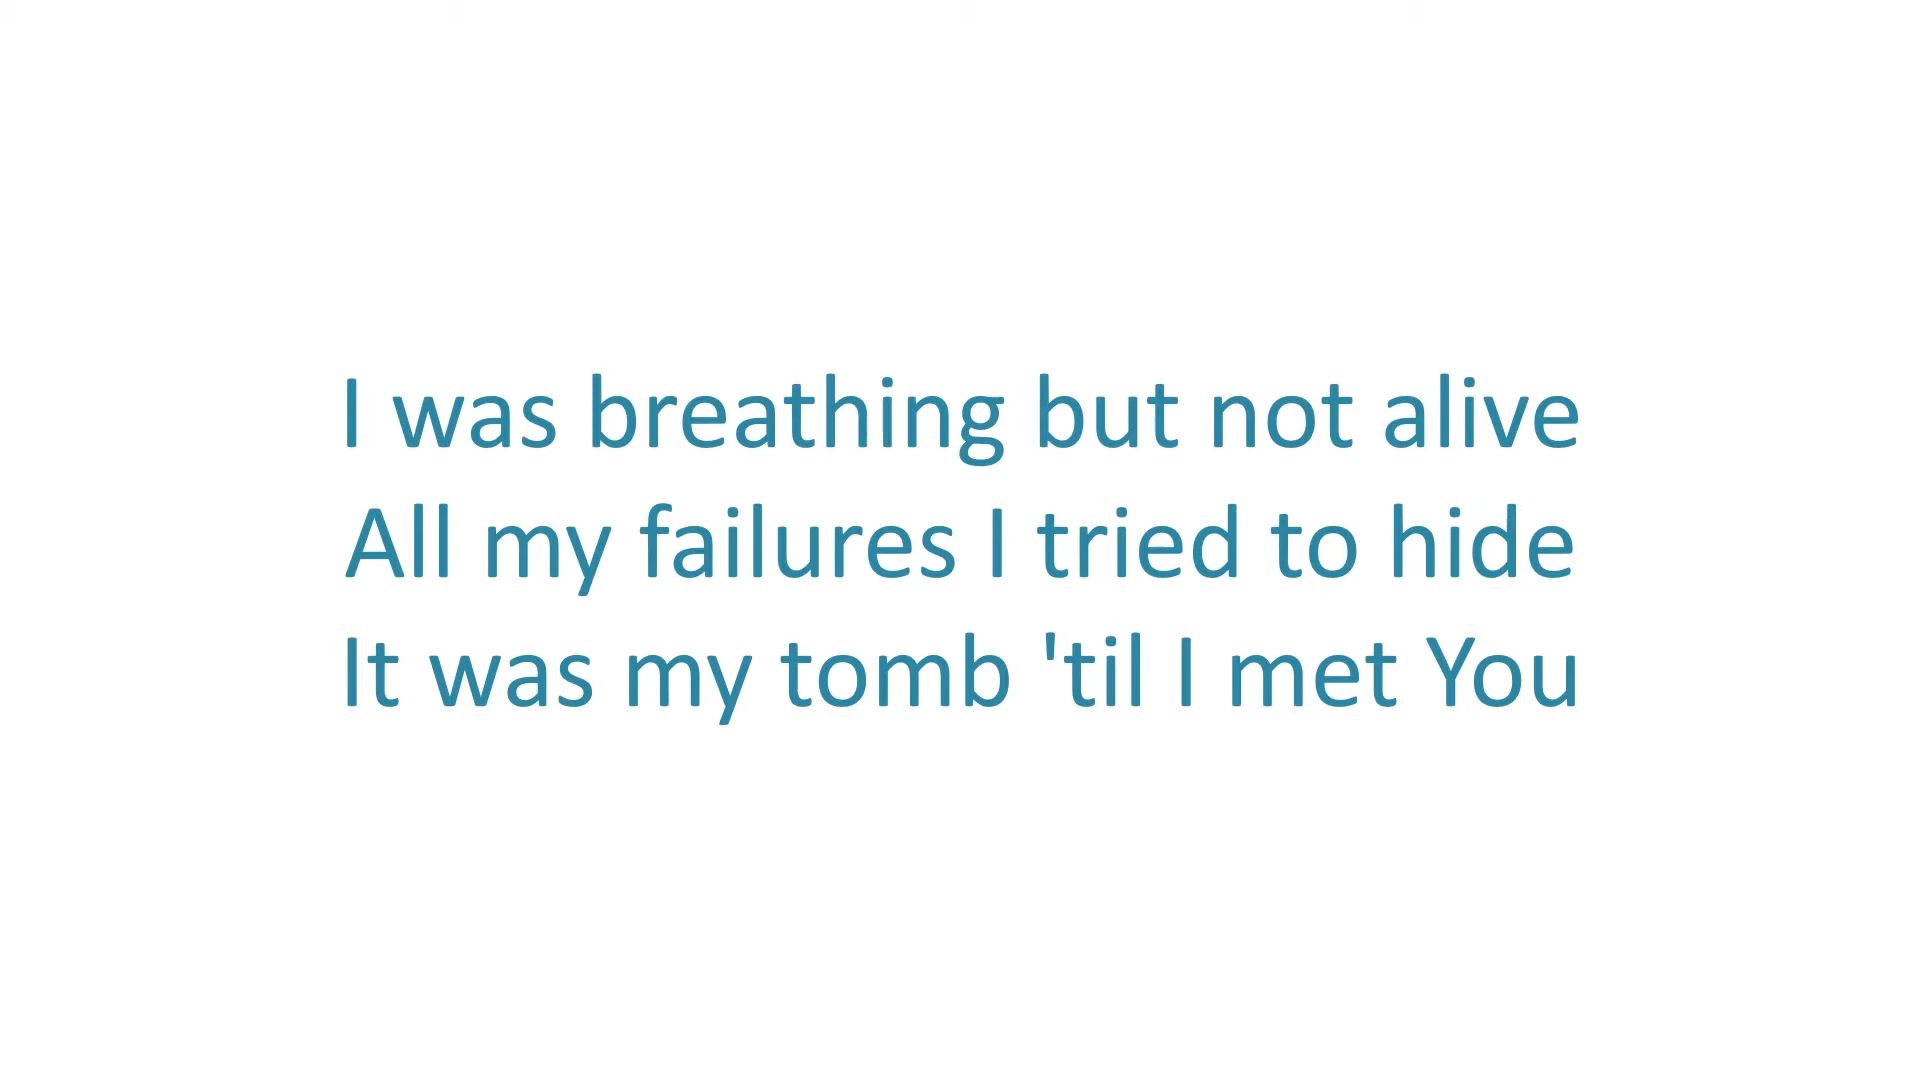 I was breathing but not alive
All my failures I tried to hide
It was my tomb 'til I met You